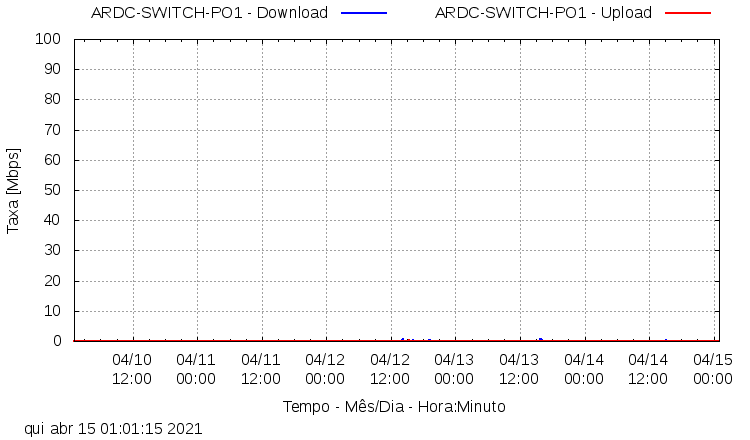 ARDC-SWITCH-PO1 - Download ARDC-SWITCH-PO1 - Upload
100
90
80
70
60
50
40
30
20
10
0
Taxa [Mbps]
04/10 04/11 04/11 04/12 04/12 04/13 04/13 04/14 04/14 04/15
12:00 00:00 12:00 00:00 12:00 00:00 12:00 00:00 12:00 00:00
Tempo - Mês/Dia - Hora:Minuto
qui abr 15 01:01:15 2021